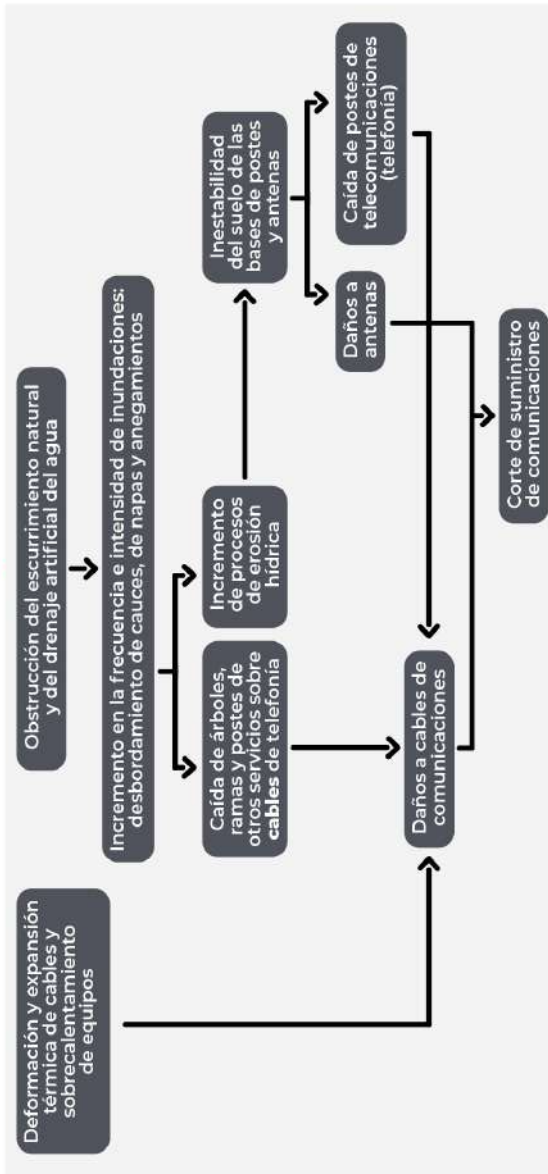 Deformación y expansión
térmica de cables y
sobrecalentamiento
de equipos
Obstrucción del escurrimiento natural
y del drenaje artificial del agua
Incremento en la frecuencia e intensidad de inundaciones:
desbordamiento de cauces, de napas y anegamientos
Caída de árboles,
ramas y postes de
otros servicios sobre
cables de telefonía
Incremento
de procesos
de erosión
hídrica
Inestabilidad
del suelo de las
bases de postes
y antenas
Daños a
antenas
Caída de postes de
telecomunicaciones
(telefonía)
Daños a cables de
comunicaciones
Corte de suministro
de comunicaciones